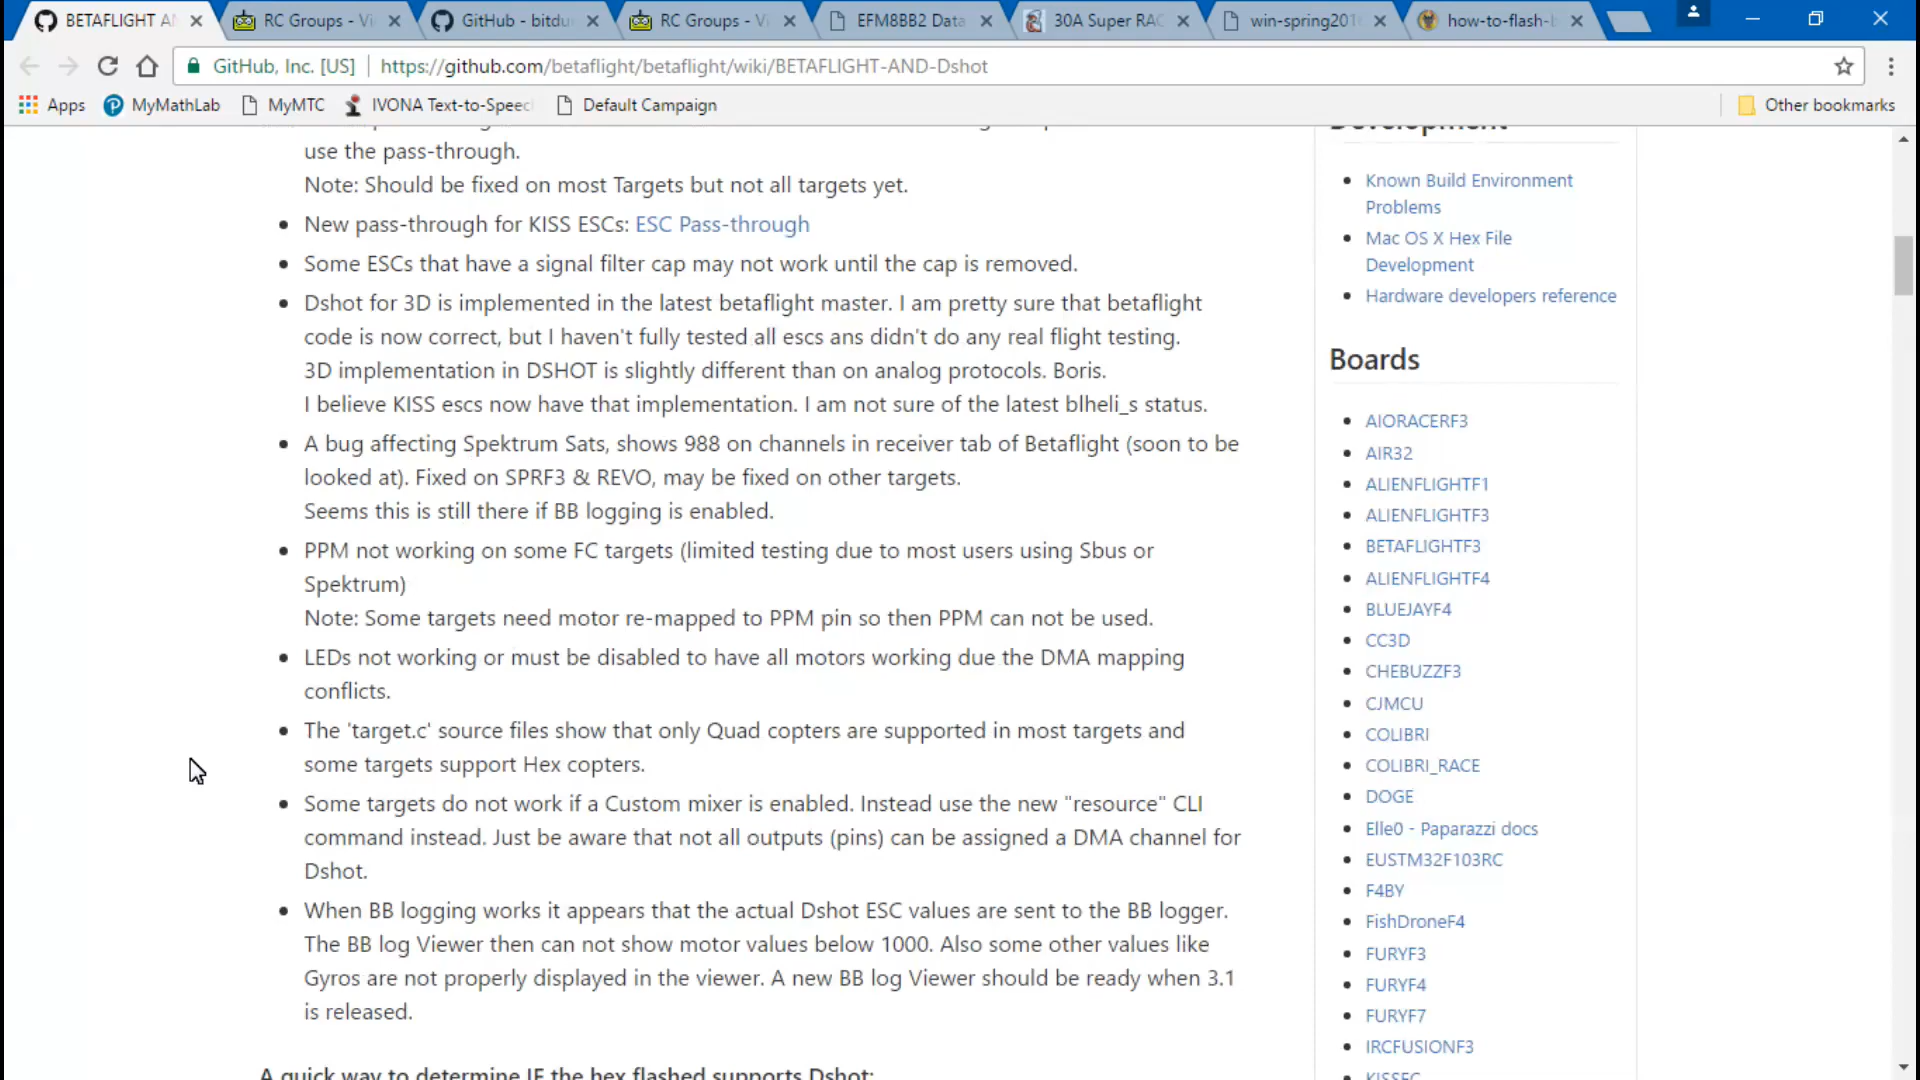 BETAFLIGHT A
RC Groups - Vi
GitHub - bitdu
RC Groups - V
EFM8BB2 Data
30A Super RAC
win-spring201
how-to-flash-b
GitHub, Inc. [US] | https://github.com/betaflight/betaflight/wiki/BETAFLIGHT-AND-Dshot
Apps
MyMathLab
MyMTC
IVONA Text-to-Speec
Default Campaign
Other bookmarks
use the pass-through.
Note: Should be fixed on most Targets but not all targets yet.
New pass-through for KISS ESCs: ESC Pass-through
Some ESCs that have a signal filter cap may not work until the cap is removed.
Dshot for 3D is implemented in the latest betaflight master. I am pretty sure that betaflight
code is now correct, but I haven't fully tested all escs ans didn't do any real flight testing.
3D implementation in DSHOT is slightly different than on analog protocols. Boris.
I believe KISS escs now have that implementation. I am not sure of the latest blheli_s status.
A bug affecting Spektrum Sats, shows 988 on channels in receiver tab of Betaflight (soon to be
looked at). Fixed on SPRF3 & REVO, may be fixed on other targets.
Seems this is still there if BB logging is enabled.
PPM not working on some FC targets (limited testing due to most users using Sbus or
Spektrum)
Note: Some targets need motor re-mapped to PPM pin so then PPM can not be used.
LEDs not working or must be disabled to have all motors working due the DMA mapping
conflicts.
The 'target.c' source files show that only Quad copters are supported in most targets and
some targets support Hex copters.
Some targets do not work if a Custom mixer is enabled. Instead use the new "resource" CLI
command instead. Just be aware that not all outputs (pins) can be assigned a DMA channel for
Dshot.
When BB logging works it appears that the actual Dshot ESC values are sent to the BB logger.
The BB log Viewer then can not show motor values below 1000. Also some other values like
Gyros are not properly displayed in the viewer. A new BB log Viewer should be ready when 3.1
is released.
A quick way to determine IF the hex flashed supports Dshot:
Development
Known Build Environment
Problems
Mac OS X Hex File
Development
Hardware developers reference
Boards
AIORACERF3
AIR32
ALIENFLIGHTF1
ALIENFLIGHTF3
BETAFLIGHTF3
ALIENFLIGHTF4
BLUEJAYF4
CC3D
CHEBUZZF3
CJMCU
COLIBRI
COLIBRI_RACE
DOGE
Elle0 - Paparazzi docs
EUSTM32F103RC
F4BY
FishDroneF4
FURYF3
FURYF4
FURYF7
IRCFUSIONF3
KISSFC